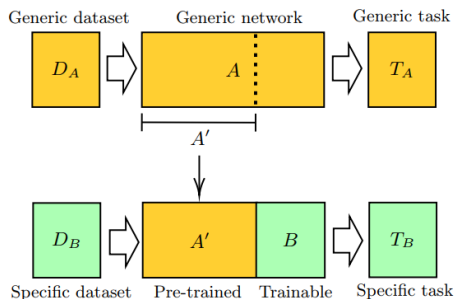 Generic dataset Generic network Generic task
D_A A T_A
A′
D_B A′ B T_B
Specific dataset Pre-trained Trainable Specific task